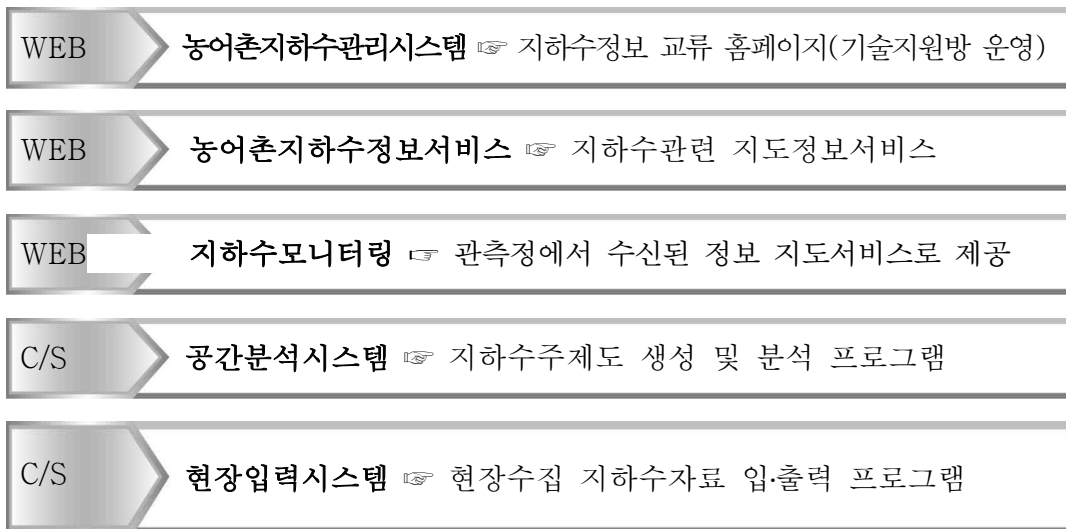 WEB 농어촌지하수관리시스템 ☞ 지하수정보 교류 홈페이지(기술지원방 운영)
WEB 농어촌지하수정보서비스 ☞ 지하수관련 지도정보서비스
WEB 지하수모니터링 ☞ 관측정에서 수신된 정보 지도서비스로 제공
C/S 공간분석시스템 ☞ 지하수주제도 생성 및 분석 프로그램
C/S 현장입력시스템 ☞ 현장수집 지하수자료 입·출력 프로그램